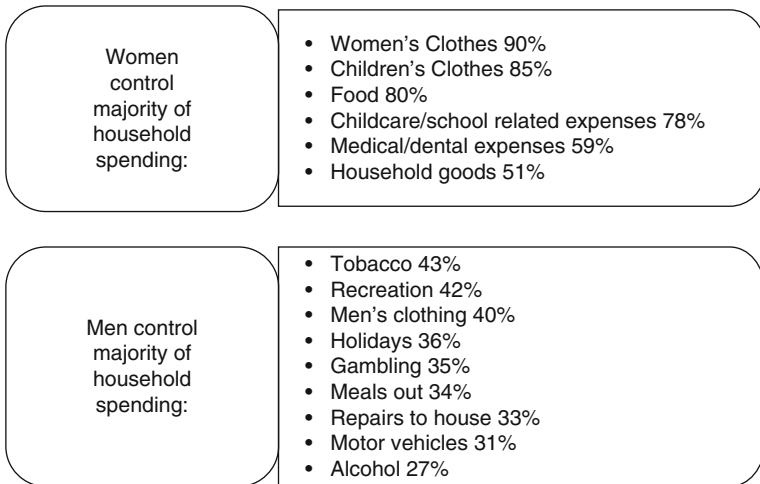 Women
control
majority of
household
spending:
• Women’s Clothes 90%
• Children’s Clothes 85%
• Food 80%
• Childcare/school related expenses 78%
• Medical/dental expenses 59%
• Household goods 51%
Men control
majority of
household
spending:
• Tobacco 43%
• Recreation 42%
• Men’s clothing 40%
• Holidays 36%
• Gambling 35%
• Meals out 34%
• Repairs to house 33%
• Motor vehicles 31%
• Alcohol 27%